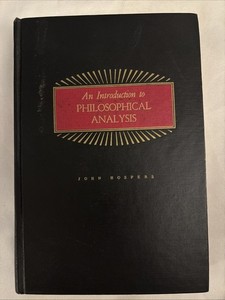 An Introduction to
PHILOSOPHICAL
ANALYSIS
JOHN HOSPERS